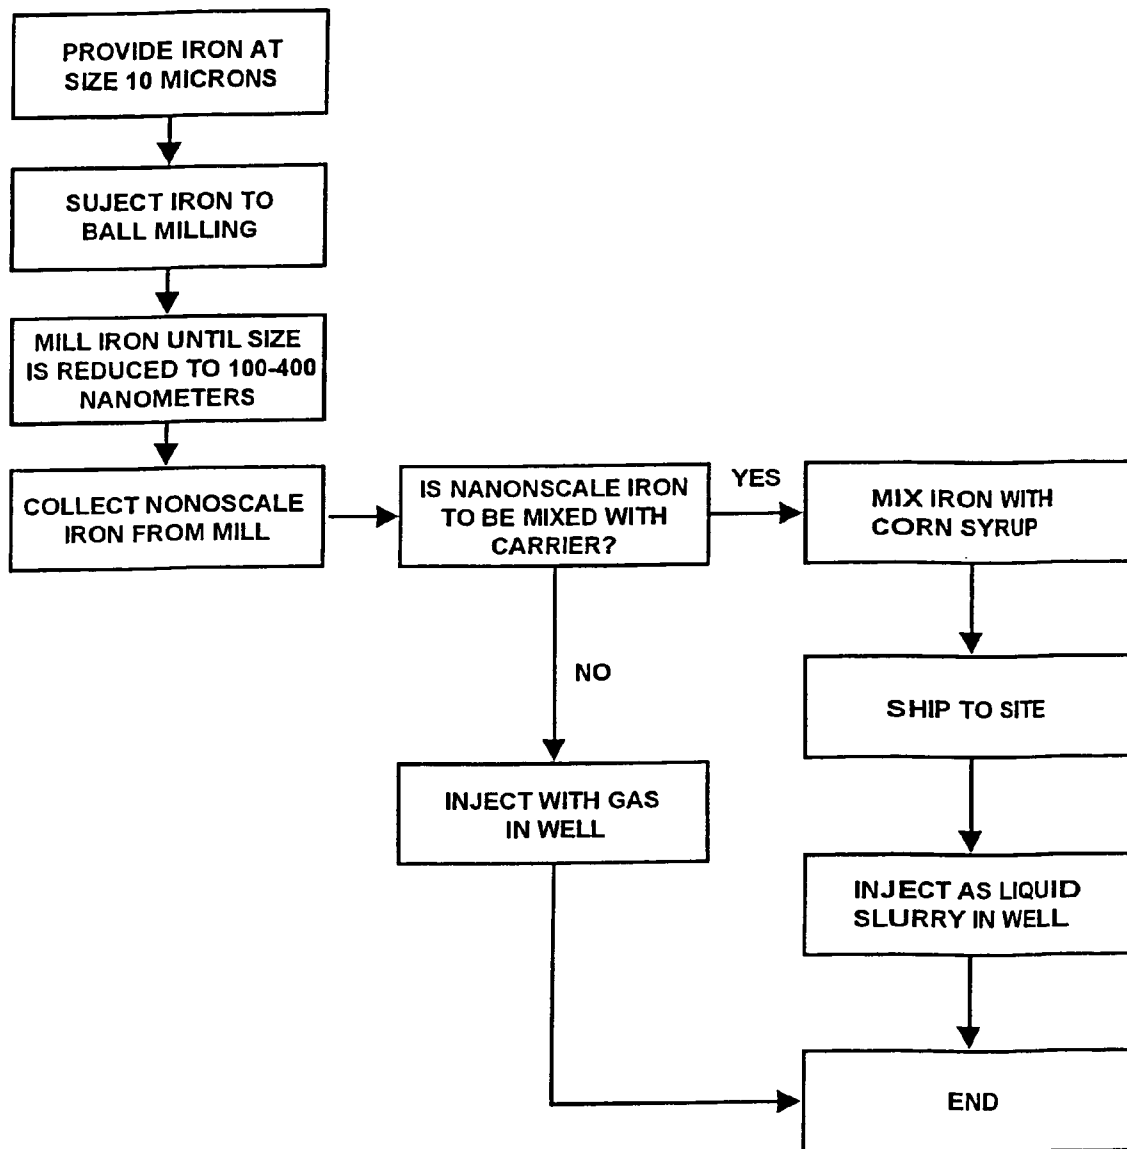 PROVIDE IRON AT
SIZE 10 MICRONS
SUJECT IRON TO
BALL MILLING
MILL IRON UNTIL SIZE
IS REDUCED TO 100-400
NANOMETERS
COLLECT NONOSCALE
IRON FROM MILL
IS NANONSCALE IRON
TO BE MIXED WITH
CARRIER?
YES
MIX IRON WITH
CORN SYRUP
NO
SHIP TO SITE
INJECT WITH GAS
IN WELL
INJECT AS LIQUID
SLURRY IN WELL
END